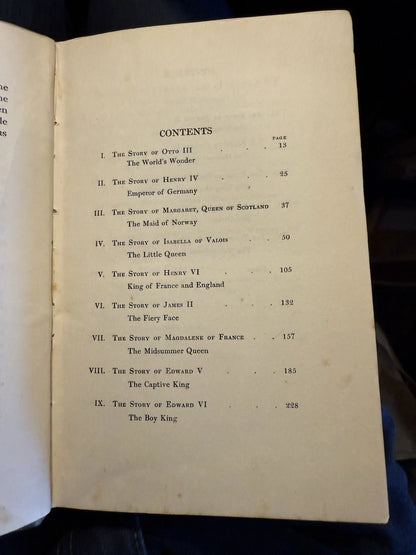 ne
ne
en
le
ts
CONTENTS
PAGE
I. The Story of Otto III . . . 13
The World's Wonder
II. The Story of Henry IV . . . 25
Emperor of Germany
III. The Story of Margaret, Queen of Scotland 37
The Maid of Norway
IV. The Story of Isabella of Valois . . 50
The Little Queen
V. The Story of Henry VI . . . 105
King of France and England
VI. The Story of James II . . . 132
The Fiery Face
VII. The Story of Magdalene of France . . 157
The Midsummer Queen
VIII. The Story of Edward V . . . 185
The Captive King
IX. The Story of Edward VI . . . 228
The Boy King